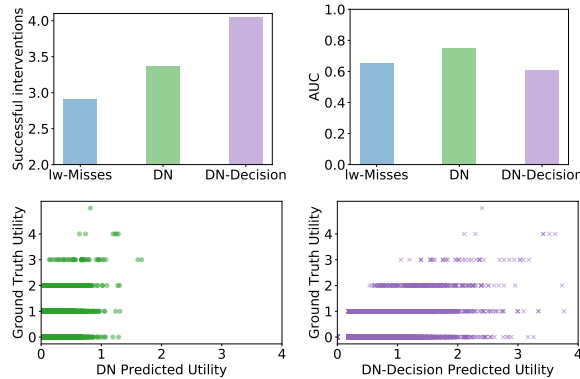 Successful interventions
4.0
3.5
3.0
2.5
2.0
lw-Misses DN DN-Decision
AUC
1.0
0.8
0.6
0.4
0.2
0.0
lw-Misses DN DN-Decision
Ground Truth Utility
4
3
2
1
0
0 1 2 3 4
DN Predicted Utility
Ground Truth Utility
4
3
2
1
0
0 1 2 3 4
DN-Decision Predicted Utility